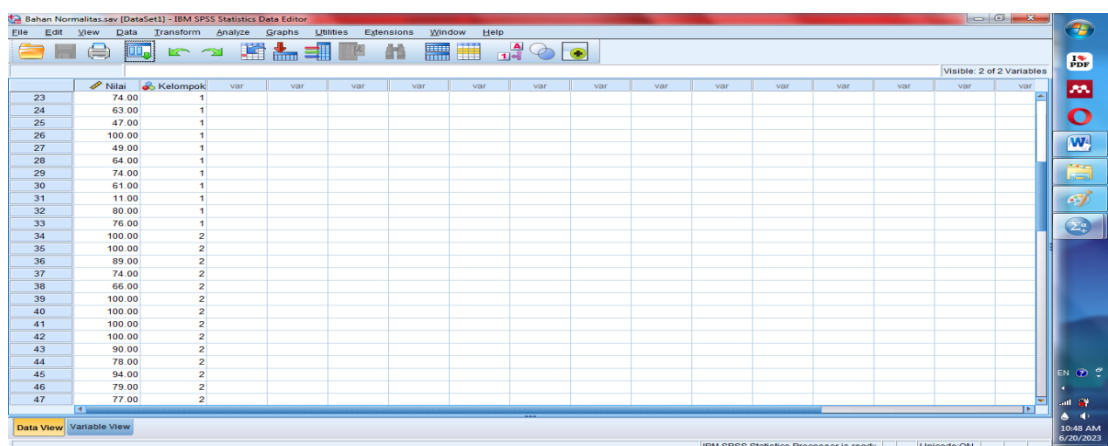 Bahan Normalitas.sav [DataSet1] - IBM SPSS Statistics Data Editor
File Edit View Data Transform Analyze Graphs Utilities Extensions Window Help
Visible: 2 of 2 Variables
Nilai Kelompok var var var var var var var var var var var var
23 74.00 1
24 63.00 1
25 47.00 1
26 100.00 1
27 49.00 1
28 64.00 1
29 74.00 1
30 61.00 1
31 11.00 1
32 80.00 1
33 76.00 1
34 100.00 2
35 100.00 2
36 89.00 2
37 74.00 2
38 66.00 2
39 100.00 2
40 100.00 2
41 100.00 2
42 100.00 2
43 90.00 2
44 78.00 2
45 94.00 2
46 79.00 2
47 77.00 2
Data View Variable View
IBM SPSS Statistics Processor is ready Unicode:ON
PDF
W
EN
10:48 AM
6/20/2023